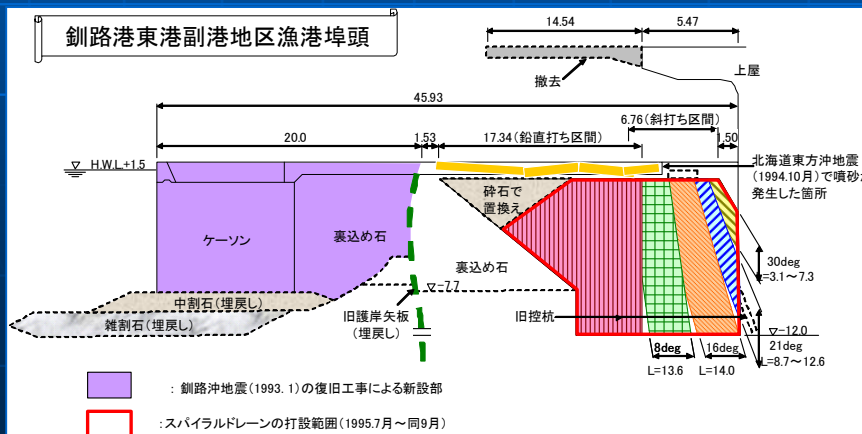 釧路港東港副港地区漁港埠頭
14.54
5.47
撤去
上屋
45.93
6.76(斜打ち区間)
20.0
1.53
17.34(鉛直打ち区間)
1.50
▽ H.W.L.+1.5
北海道東方沖地震
(1994.10月)で噴砂が
発生した箇所
砕石で
置換え
ケーソン
裏込め石
裏込め石
30deg
L=3.1~7.3
▽-7.7
中割石(埋戻し)
雑割石(埋戻し)
旧護岸矢板
(埋戻し)
旧控杭
▽-12.0
21deg
L=8.7~12.6
8deg
16deg
L=13.6
L=14.0
: 釧路沖地震(1993.1)の復旧工事による新設部
:スパイラルドレーンの打設範囲(1995.7月~同9月)